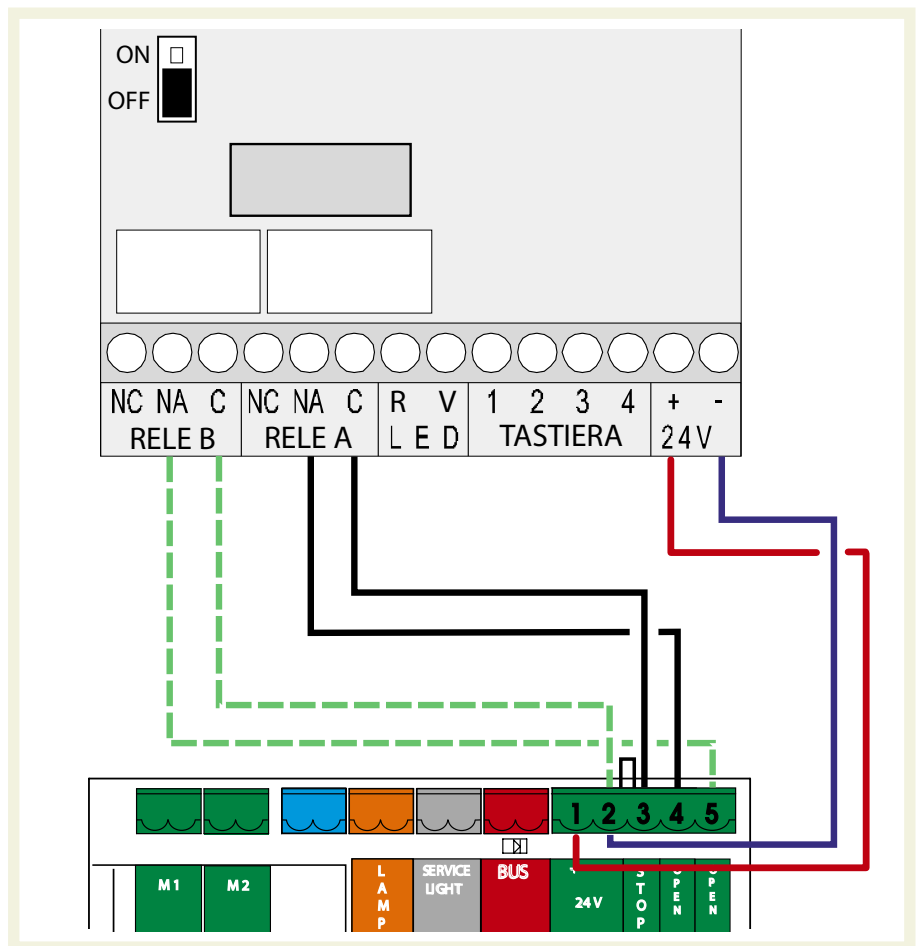 ON
OFF
NC NA C NC NA C R V 1 2 3 4 + -
RELE B RELE A LED TASTIERA 24V
1 2 3 4 5
M1 M2 LAMP SERVICE LIGHT BUS 24V STOP OPEN OPEN